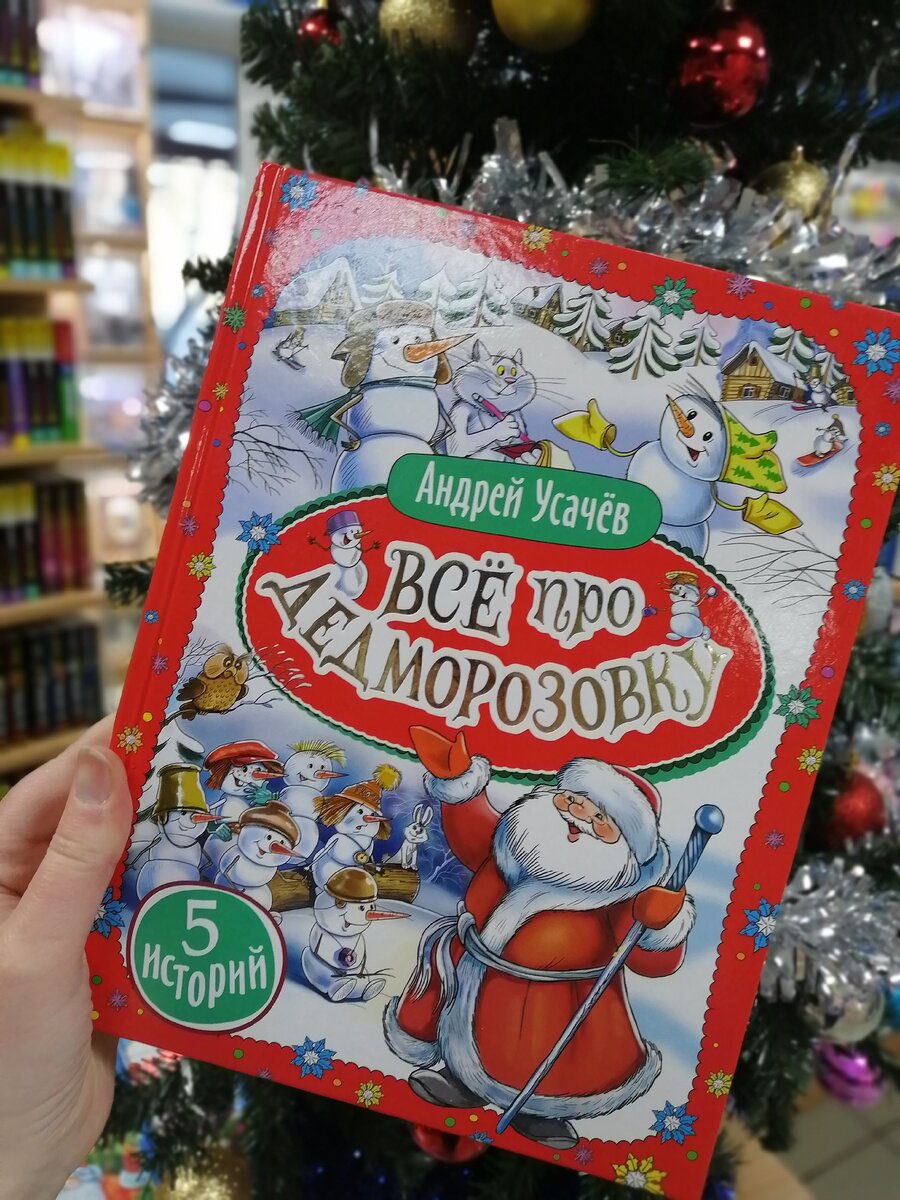 Андрей Усачёв
ВСЁ про
ДЕДМОРОЗОВКУ
5
историй